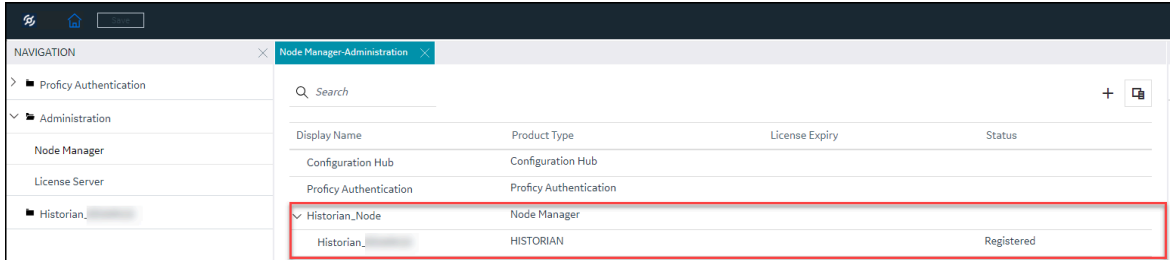 Save
NAVIGATION
Node Manager-Administration
Proficy Authentication
Administration
Node Manager
License Server
Historian_
Search
Display Name Product Type License Expiry Status
Configuration Hub Configuration Hub
Proficy Authentication Proficy Authentication
Historian_Node Node Manager
Historian_ HISTORIAN Registered